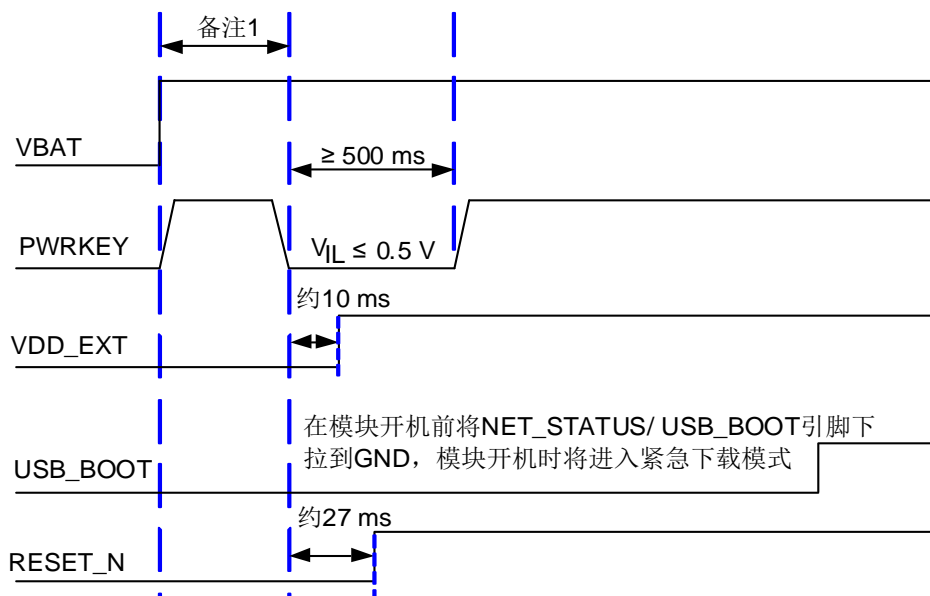 备注1
VBAT
≥ 500 ms
PWRKEY
VIL ≤ 0.5 V
约10 ms
VDD_EXT
在模块开机前将NET_STATUS/ USB_BOOT引脚下
拉到GND，模块开机时将进入紧急下载模式
USB_BOOT
约27 ms
RESET_N